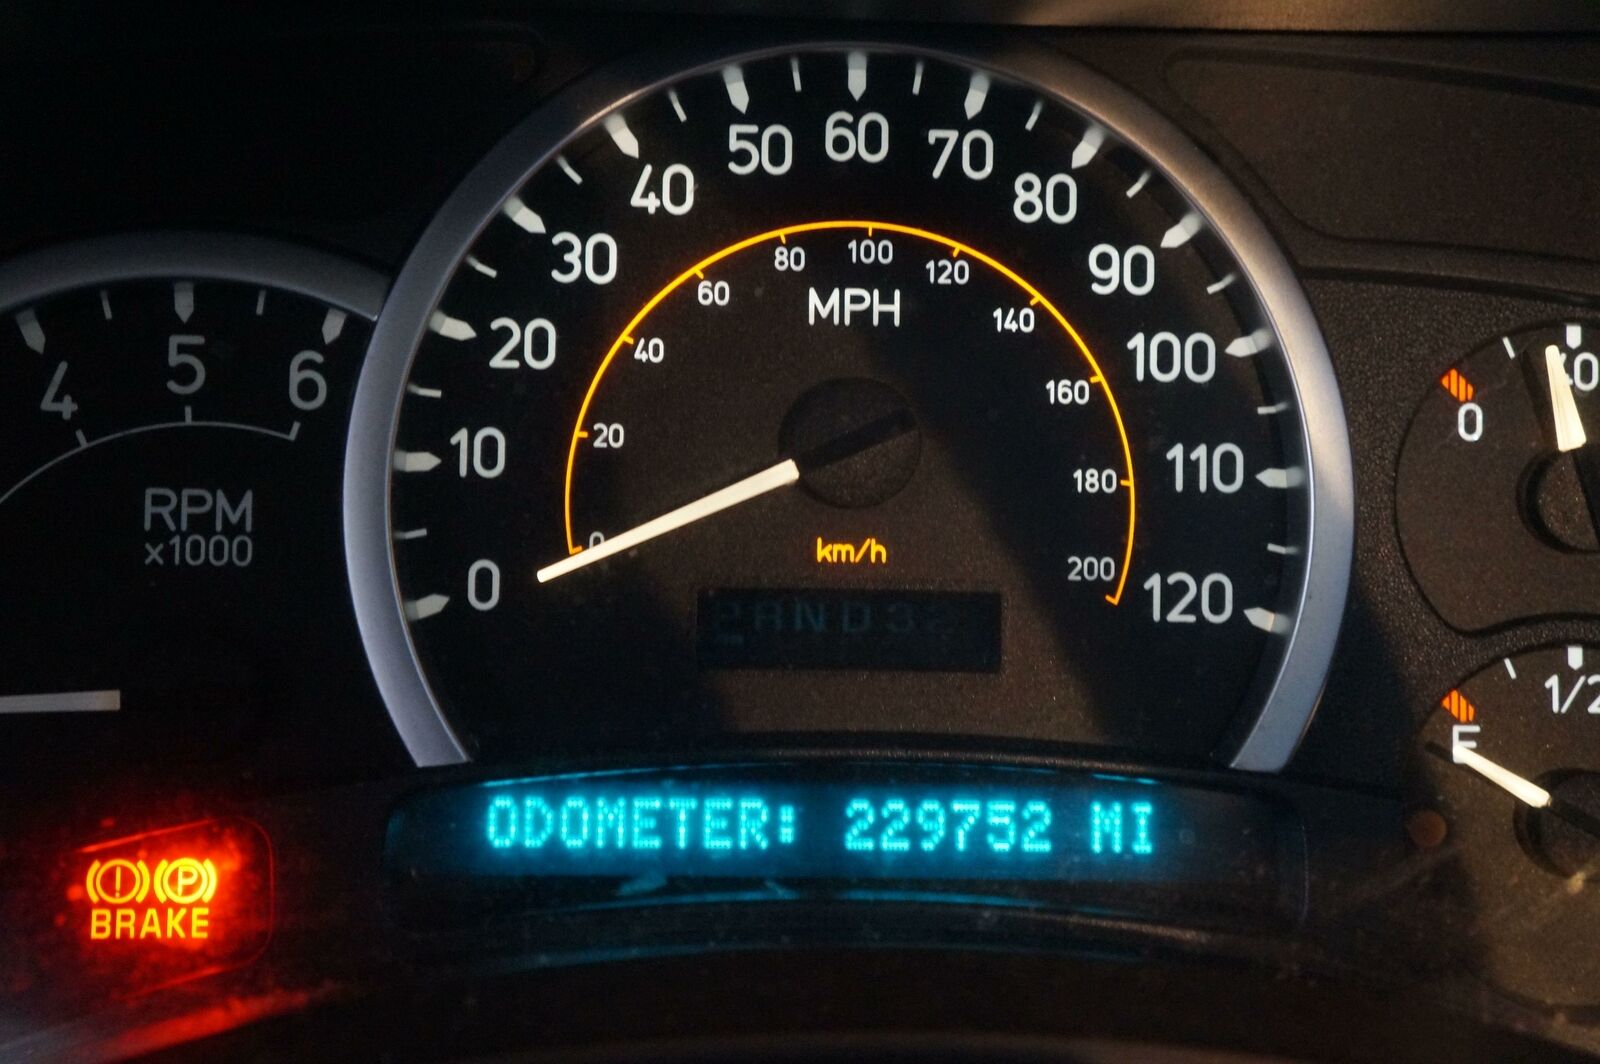 4 5 6
RPM
x1000
0 10 20 30 40 50 60 70 80 90 100 110 120
0 20 40 60 80 100 120 140 160 180 200
MPH
km/h
PRND32
ODOMETER: 229752 MI
BRAKE
0 40
E 1/2